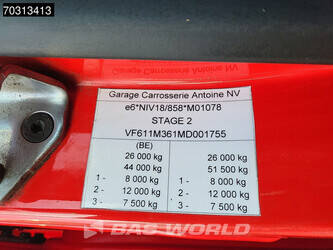 70313413
Garage Carrosserie Antoine NV
e6*NIV18/858*M01078
STAGE 2
VF611M361MD001755
(BE)
26 000 kg 26 000 kg
44 000 kg 51 500 kg
1 - 8 000 kg 1 - 8 000 kg
2 - 12 000 kg 2 - 12 000 kg
3 - 7 500 kg 3 - 7 500 kg
BAS WORLD